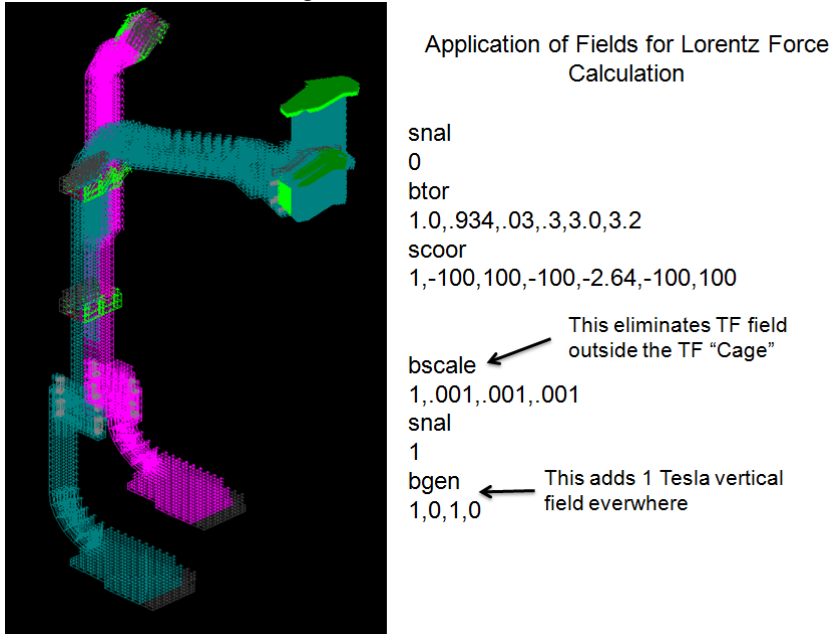 Application of Fields for Lorentz Force
Calculation
snal
0
btor
1.0,.934,.03,.3,3.0,3.2
scoor
1,-100,100,-100,-2.64,-100,100
This eliminates TF field
outside the TF “Cage”
bscale
1,.001,.001,.001
snal
1
bgen
This adds 1 Tesla vertical
field everwhere
1,0,1,0